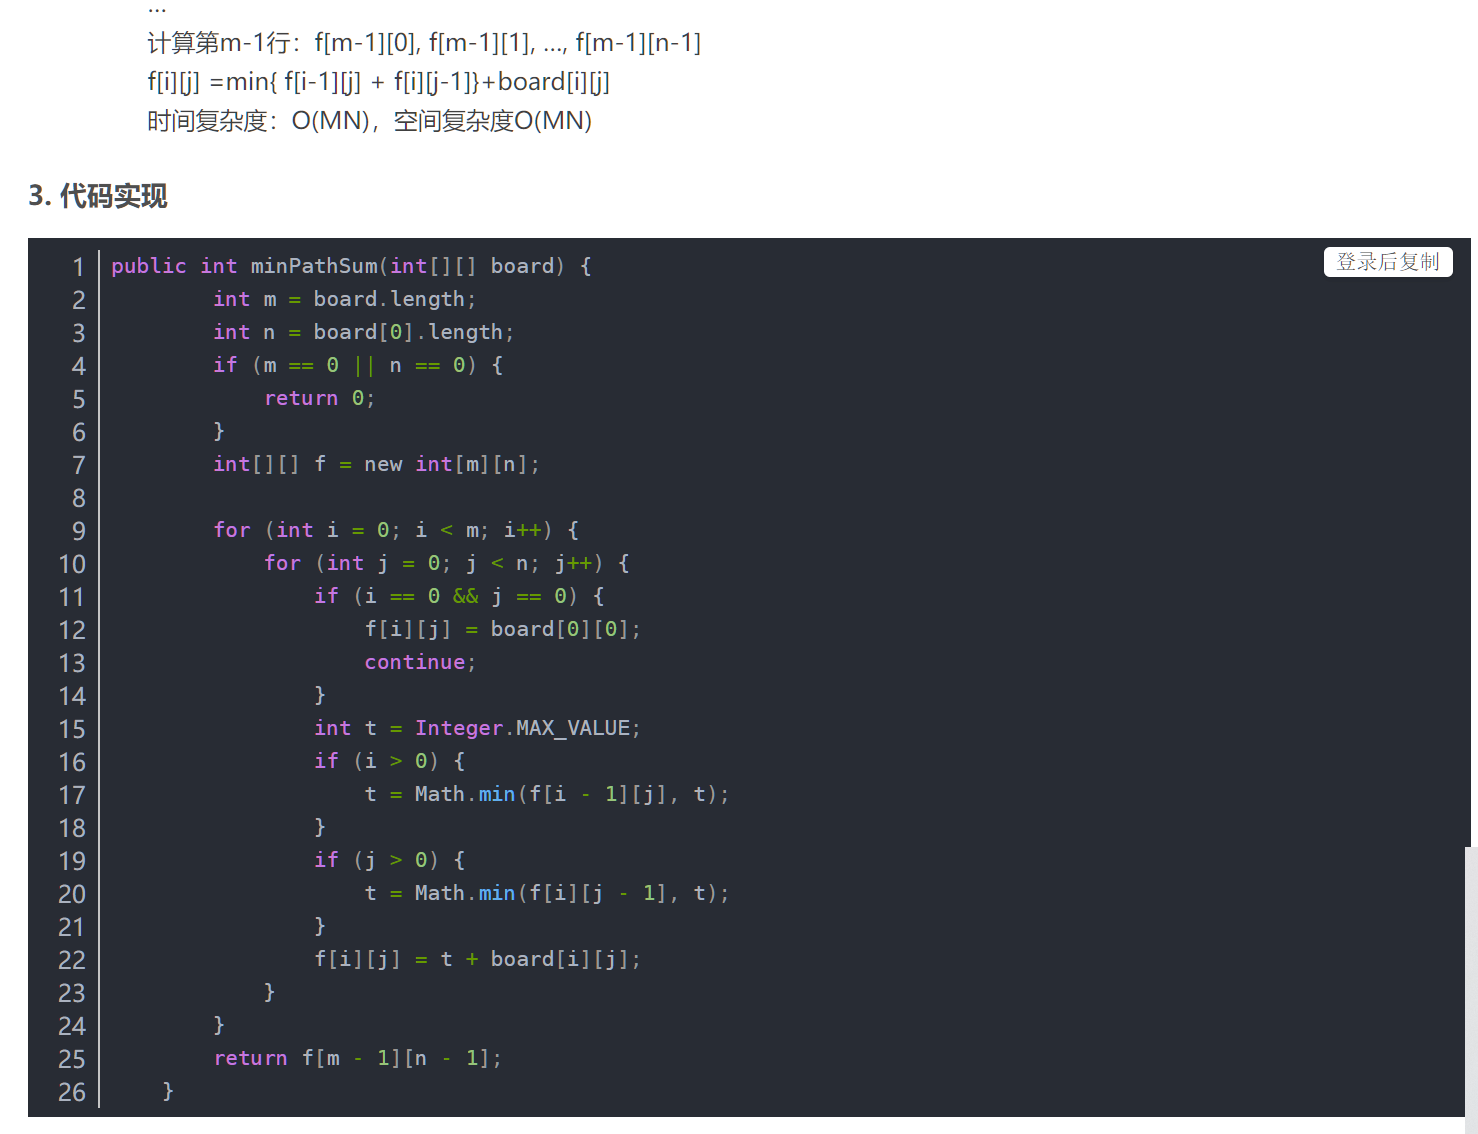 ...
计算第m-1行：f[m-1][0], f[m-1][1], ..., f[m-1][n-1]
f[i][j] =min{ f[i-1][j] + f[i][j-1]}+board[i][j]
时间复杂度：O(MN)，空间复杂度O(MN)
3. 代码实现
登录后复制
1 public int minPathSum(int[][] board) {
2         int m = board.length;
3         int n = board[0].length;
4         if (m == 0 || n == 0) {
5             return 0;
6         }
7         int[][] f = new int[m][n];
8
9         for (int i = 0; i < m; i++) {
10             for (int j = 0; j < n; j++) {
11                 if (i == 0 && j == 0) {
12                     f[i][j] = board[0][0];
13                     continue;
14                 }
15                 int t = Integer.MAX_VALUE;
16                 if (i > 0) {
17                     t = Math.min(f[i - 1][j], t);
18                 }
19                 if (j > 0) {
20                     t = Math.min(f[i][j - 1], t);
21                 }
22                 f[i][j] = t + board[i][j];
23             }
24         }
25         return f[m - 1][n - 1];
26     }